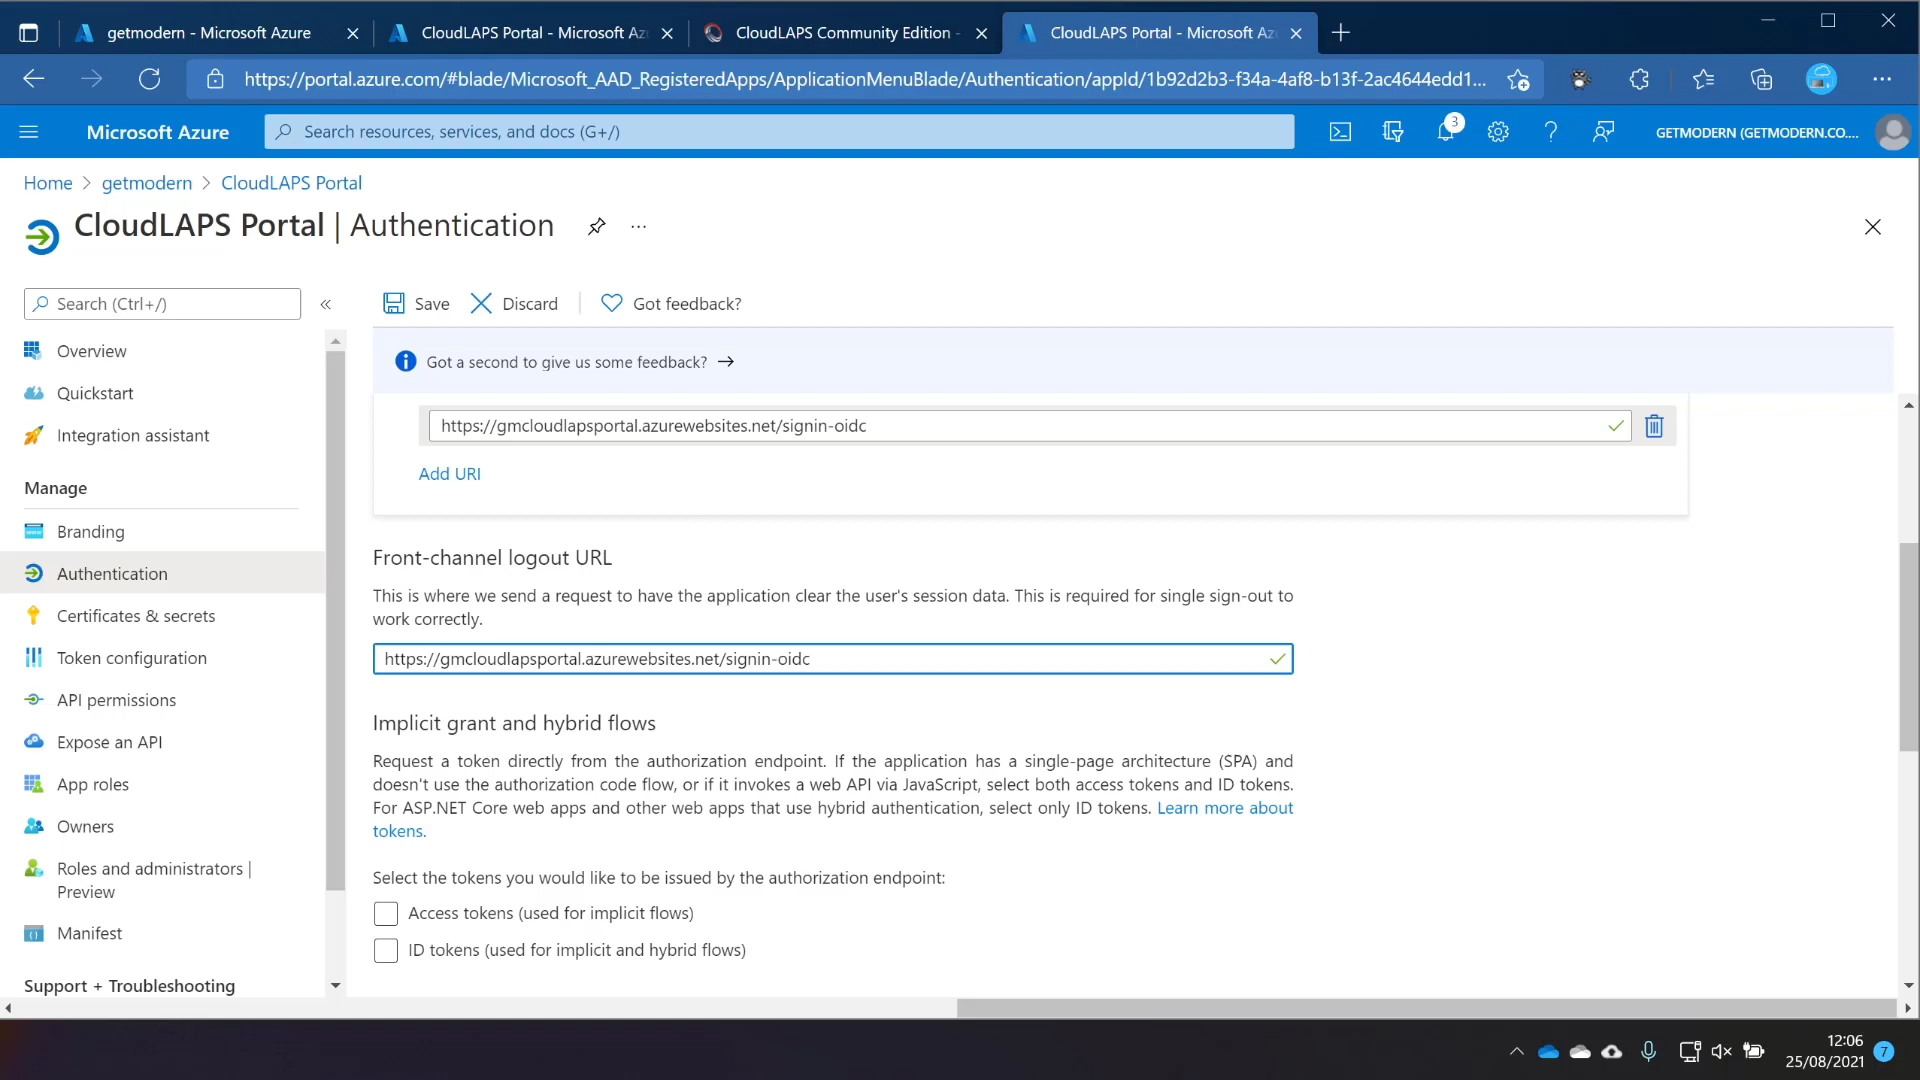 getmodern - Microsoft Azure
CloudLAPS Portal - Microsoft Az
CloudLAPS Community Edition -
CloudLAPS Portal - Microsoft Az
https://portal.azure.com/#blade/Microsoft_AAD_RegisteredApps/ApplicationMenuBlade/Authentication/appId/1b92d2b3-f34a-4af8-b13f-2ac4644edd1...
Microsoft Azure
Search resources, services, and docs (G+/)
3
GETMODERN (GETMODERN.CO....
Home > getmodern > CloudLAPS Portal
CloudLAPS Portal | Authentication
Search (Ctrl+/)
«
Save
Discard
Got feedback?
Got a second to give us some feedback? →
Overview
Quickstart
Integration assistant
Manage
Branding
Authentication
Certificates & secrets
Token configuration
API permissions
Expose an API
App roles
Owners
Roles and administrators |
Preview
Manifest
Support + Troubleshooting
https://gmcloudlapsportal.azurewebsites.net/signin-oidc
Add URI
Front-channel logout URL
This is where we send a request to have the application clear the user's session data. This is required for single sign-out to
work correctly.
https://gmcloudlapsportal.azurewebsites.net/signin-oidc
Implicit grant and hybrid flows
Request a token directly from the authorization endpoint. If the application has a single-page architecture (SPA) and
doesn't use the authorization code flow, or if it invokes a web API via JavaScript, select both access tokens and ID tokens.
For ASP.NET Core web apps and other web apps that use hybrid authentication, select only ID tokens. Learn more about
tokens.
Select the tokens you would like to be issued by the authorization endpoint:
Access tokens (used for implicit flows)
ID tokens (used for implicit and hybrid flows)
12:06
25/08/2021
7